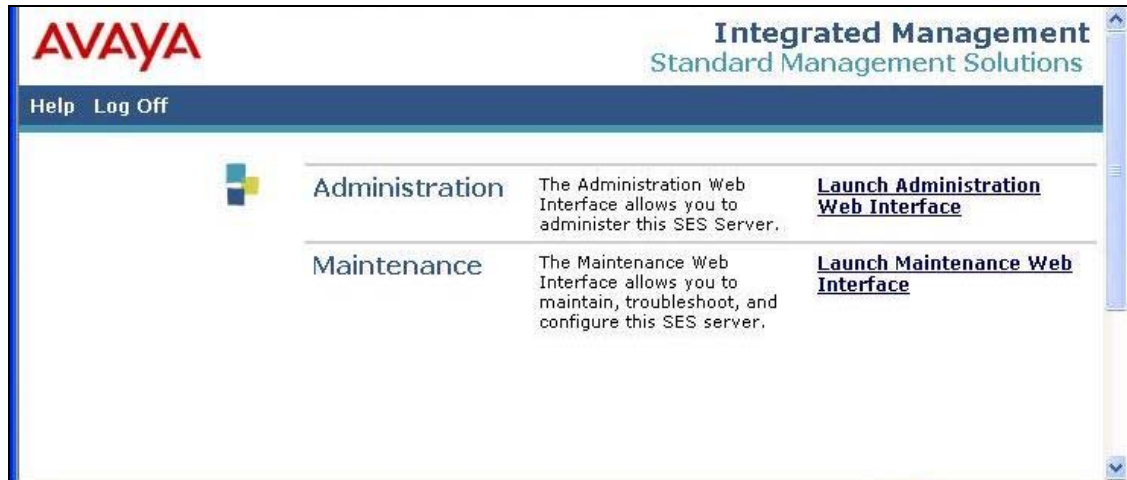 AVAYA
Integrated Management
Standard Management Solutions
Help Log Off
Administration
The Administration Web
Interface allows you to
administer this SES Server.
Launch Administration
Web Interface
Maintenance
The Maintenance Web
Interface allows you to
maintain, troubleshoot, and
configure this SES server.
Launch Maintenance Web
Interface